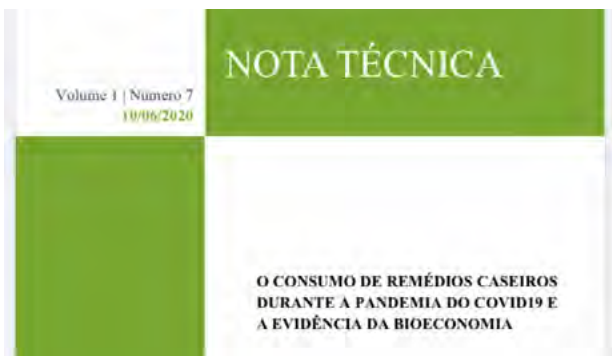 NOTA TÉCNICA
Volume 1 | Numero 7
10/06/2020
O CONSUMO DE REMÉDIOS CASEIROS
DURANTE A PANDEMIA DO COVID19 E
A EVIDÊNCIA DA BIOECONOMIA